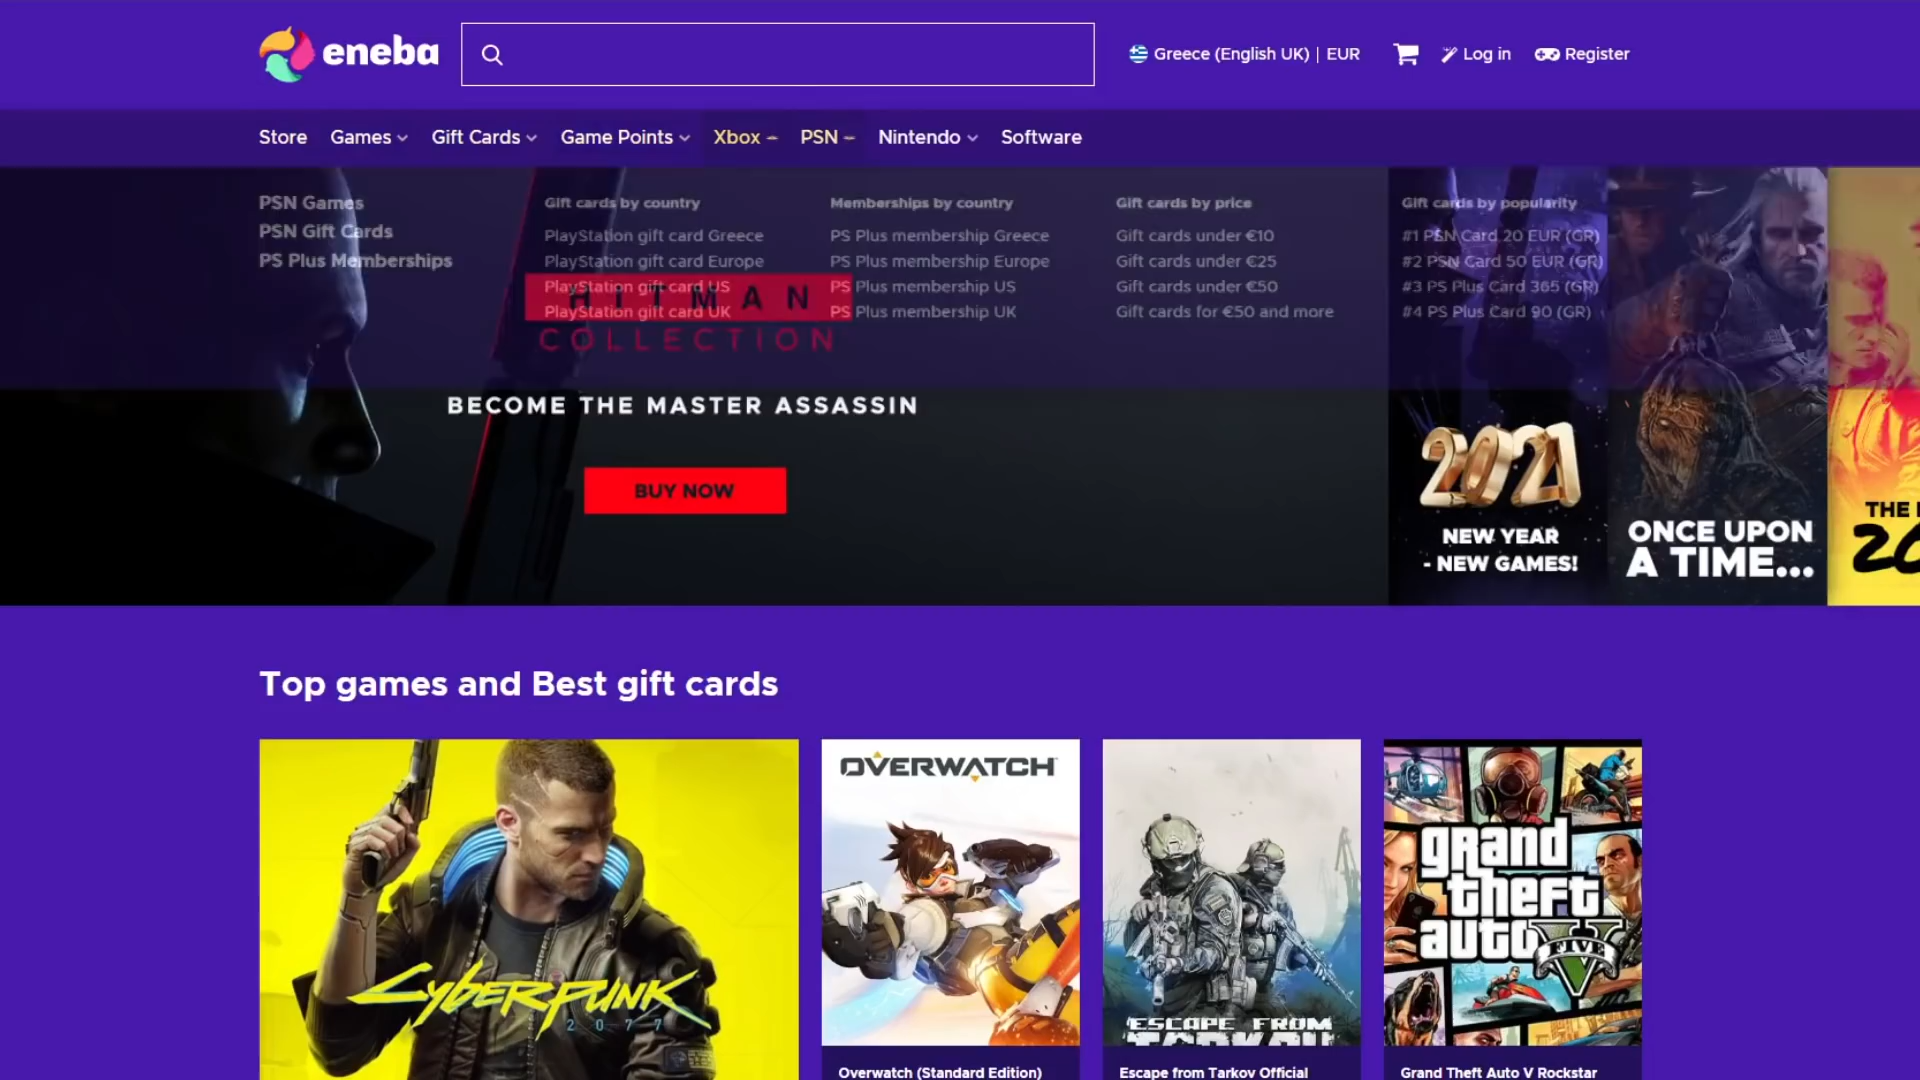 eneba
Greece (English UK) | EUR
Log in
Register
Store
Games
Gift Cards
Game Points
Xbox
PSN
Nintendo
Software
PSN Games
PSN Gift Cards
PS Plus Memberships
Gift cards by country
PlayStation gift card Greece
PlayStation gift card Europe
PlayStation gift card US
PlayStation gift card UK
Memberships by country
PS Plus membership Greece
PS Plus membership Europe
PS Plus membership US
PS Plus membership UK
Gift cards by price
Gift cards under €10
Gift cards under €25
Gift cards under €50
Gift cards for €50 and more
Gift cards by popularity
#1 PSN Card 20 EUR (GR)
#2 PSN Card 50 EUR (GR)
#3 PS Plus Card 365 (GR)
#4 PS Plus Card 90 (GR)
HITMAN
COLLECTION
BECOME THE MASTER ASSASSIN
BUY NOW
2021
NEW YEAR
- NEW GAMES!
ONCE UPON
A TIME...
THE
20
Top games and Best gift cards
CYBERPUNK
2077
OVERWATCH
ESCAPE FROM
TARKOV
grand
theft
auto
FIVE
Overwatch (Standard Edition)
Escape from Tarkov Official
Grand Theft Auto V Rockstar